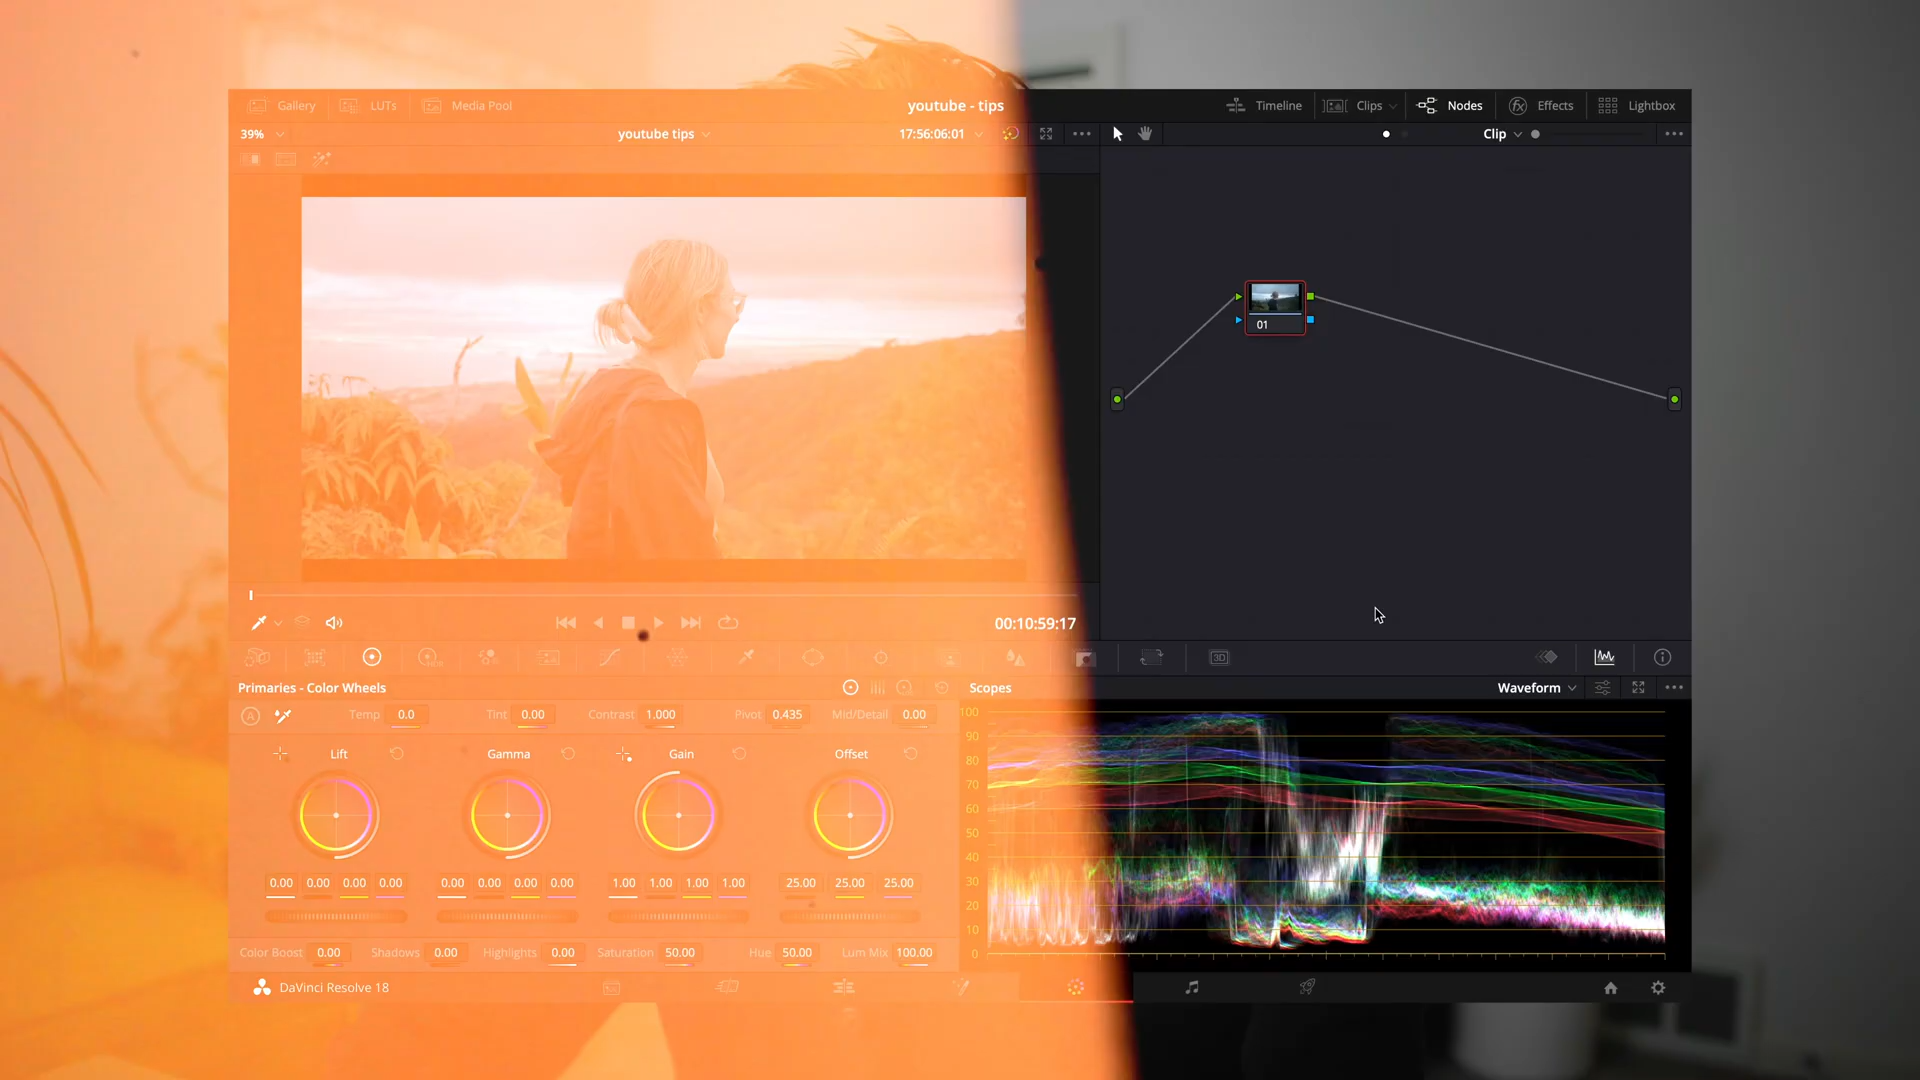 Gallery LUTs Media Pool youtube - tips Timeline Clips Nodes Effects Lightbox
39% youtube tips 17:56:06:01 Clip
01
00:10:59:17
3D
Primaries - Color Wheels Scopes Waveform
A Temp 0.0 Tint 0.00 Contrast 1.000 Pivot 0.435 Mid/Detail 0.00
Lift Gamma Gain Offset
0.00 0.00 0.00 0.00 0.00 0.00 0.00 0.00 1.00 1.00 1.00 1.00 25.00 25.00 25.00
Color Boost 0.00 Shadows 0.00 Highlights 0.00 Saturation 50.00 Hue 50.00 Lum Mix 100.00
100
90
80
70
60
50
40
30
20
10
0
DaVinci Resolve 18